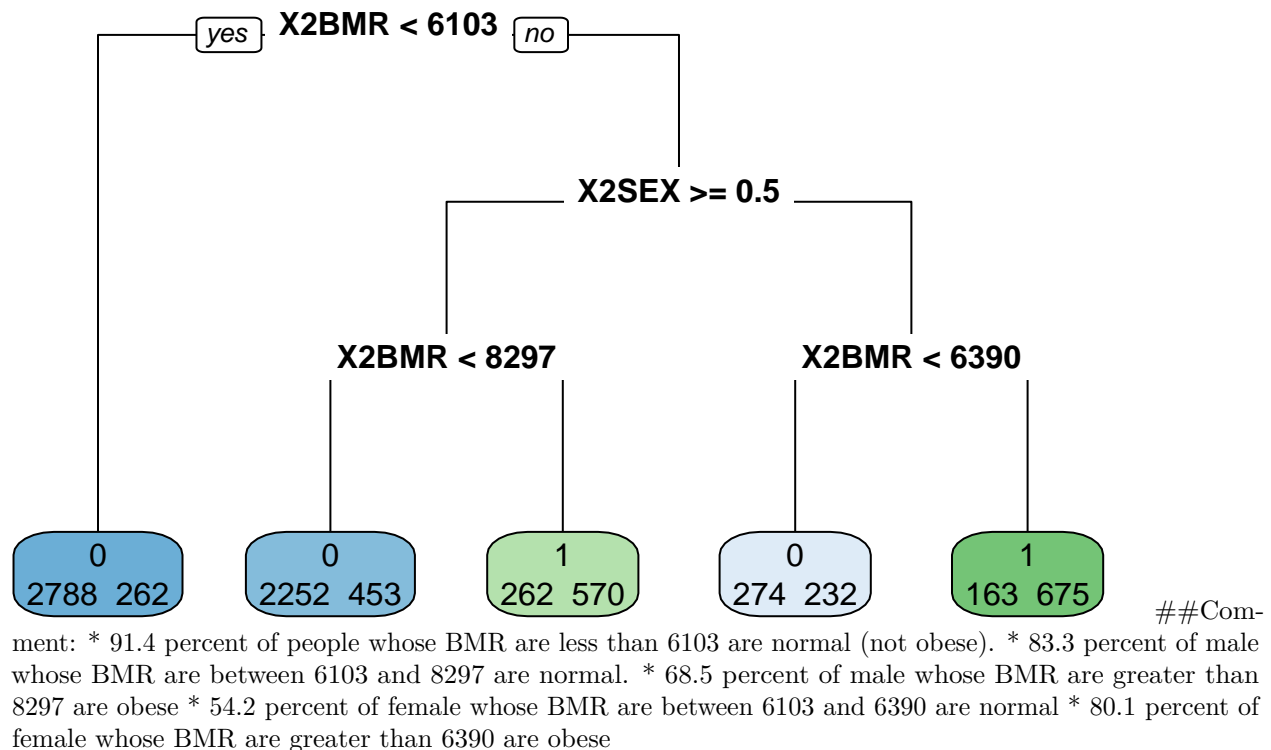 yes X2BMR < 6103 no
X2SEX >= 0.5
X2BMR < 8297 X2BMR < 6390
0 0 1 0 1
2788 262 2252 453 262 570 274 232 163 675
##Com-
ment: * 91.4 percent of people whose BMR are less than 6103 are normal (not obese). * 83.3 percent of male
whose BMR are between 6103 and 8297 are normal. * 68.5 percent of male whose BMR are greater than
8297 are obese * 54.2 percent of female whose BMR are between 6103 and 6390 are normal * 80.1 percent of
female whose BMR are greater than 6390 are obese